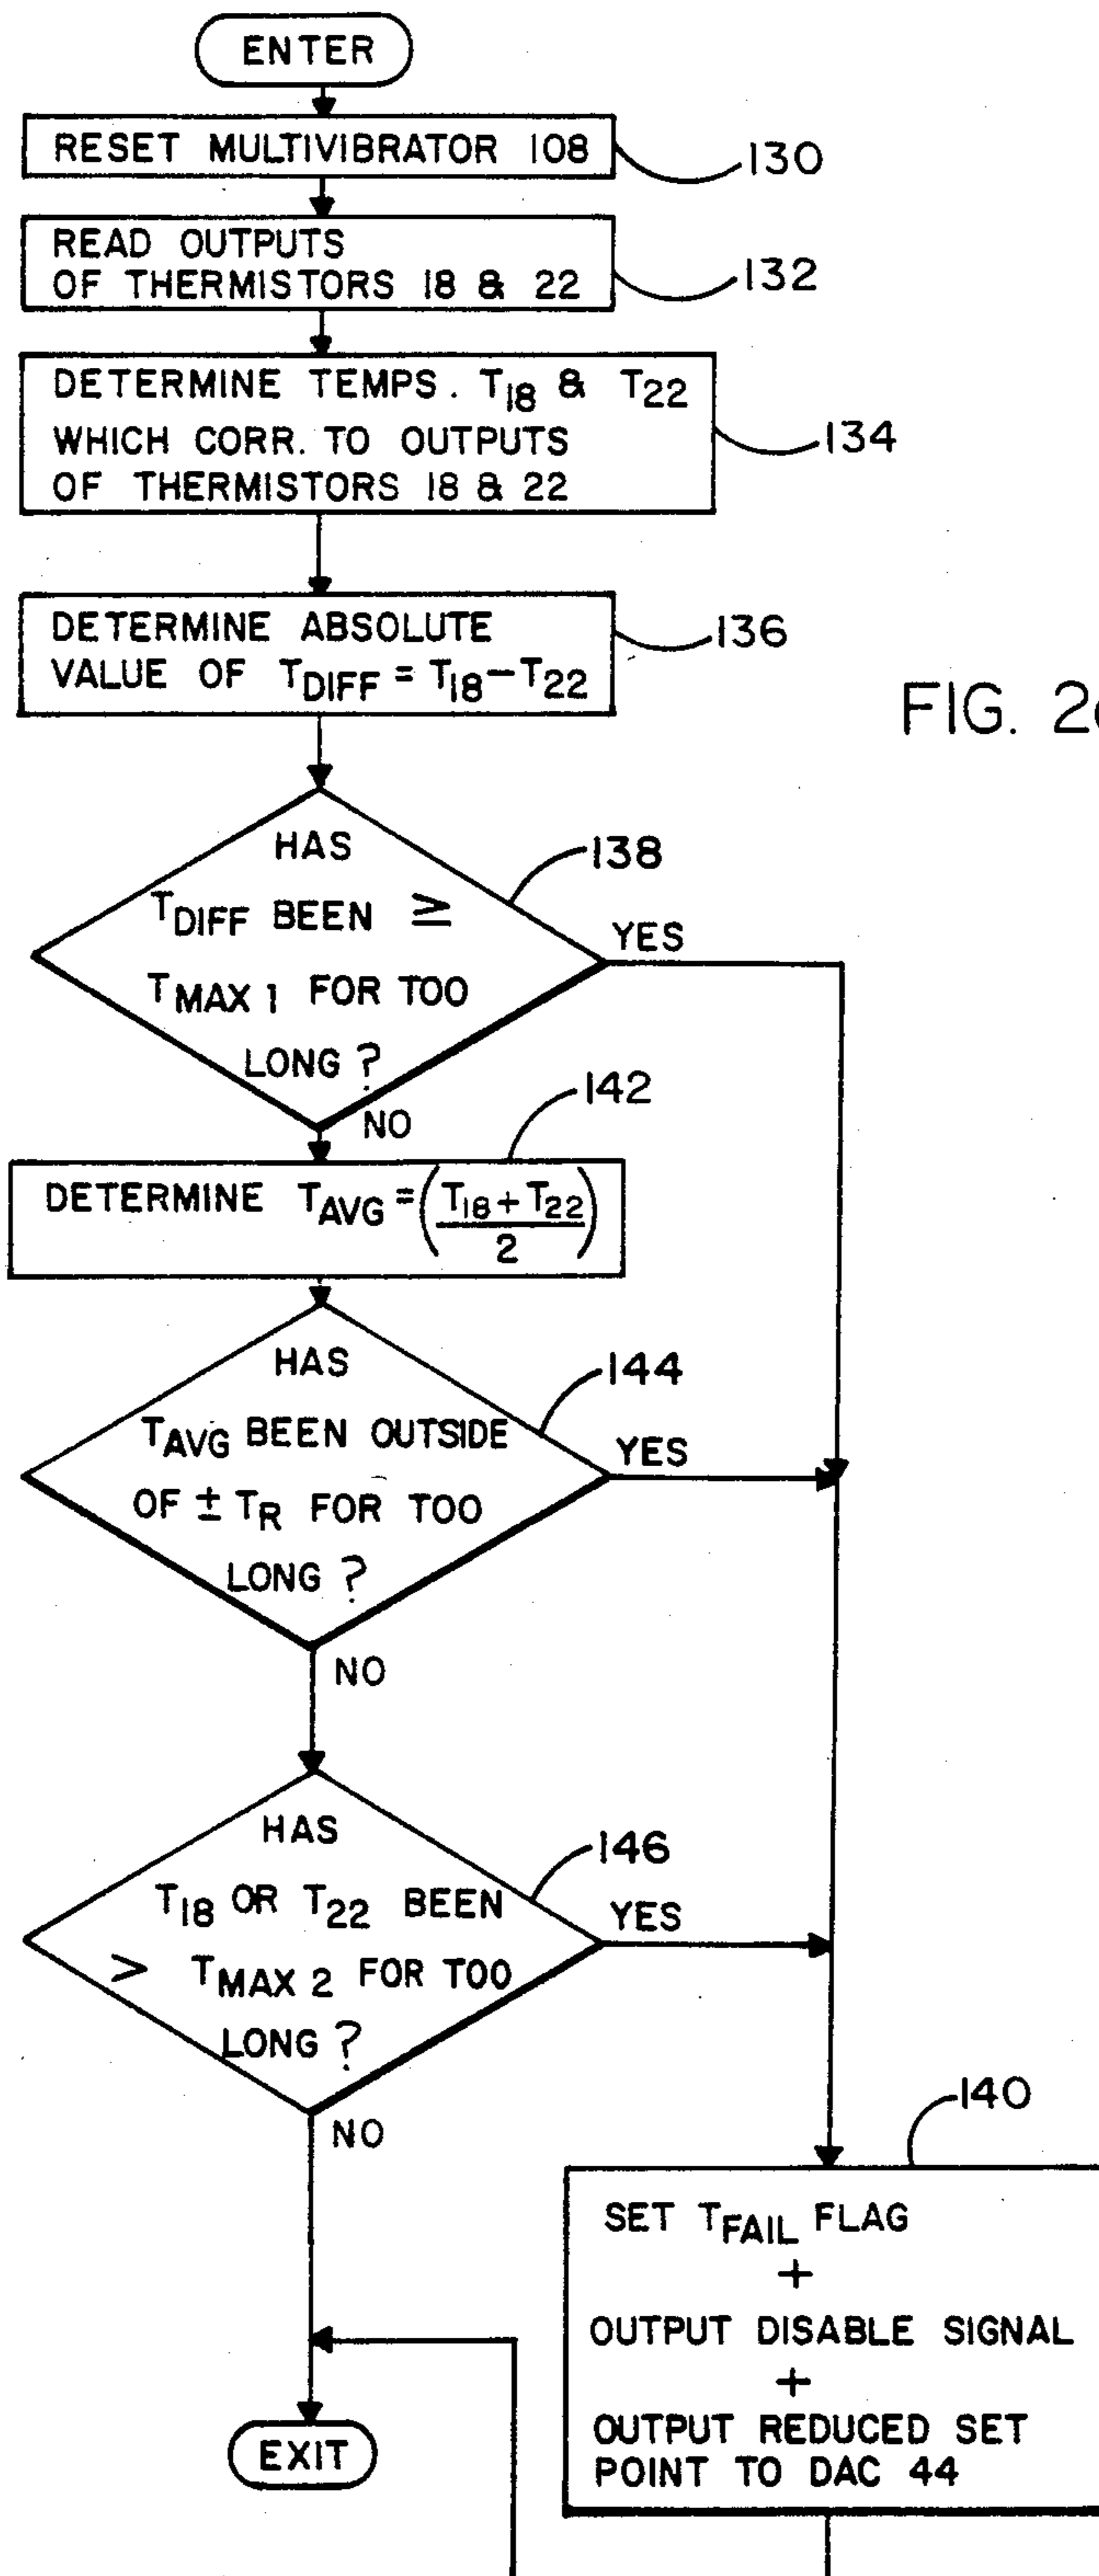 ENTER
RESET MULTIVIBRATOR 108
130
READ OUTPUTS
OF THERMISTORS 18 & 22
132
DETERMINE TEMPS. T18 & T22
WHICH CORR. TO OUTPUTS
OF THERMISTORS 18 & 22
134
DETERMINE ABSOLUTE
VALUE OF TDIFF = T18-T22
136
HAS
TDIFF BEEN ≥
TMAX 1 FOR TOO
LONG?
138
YES
NO
142
DETERMINE TAVG = (T18+T22
2)
HAS
TAVG BEEN OUTSIDE
OF ± TR FOR TOO
LONG?
144
YES
NO
HAS
T18 OR T22 BEEN
> TMAX 2 FOR TOO
LONG?
146
YES
NO
140
SET TFAIL FLAG
+
OUTPUT DISABLE SIGNAL
+
OUTPUT REDUCED SET
POINT TO DAC 44
EXIT
FIG. 2